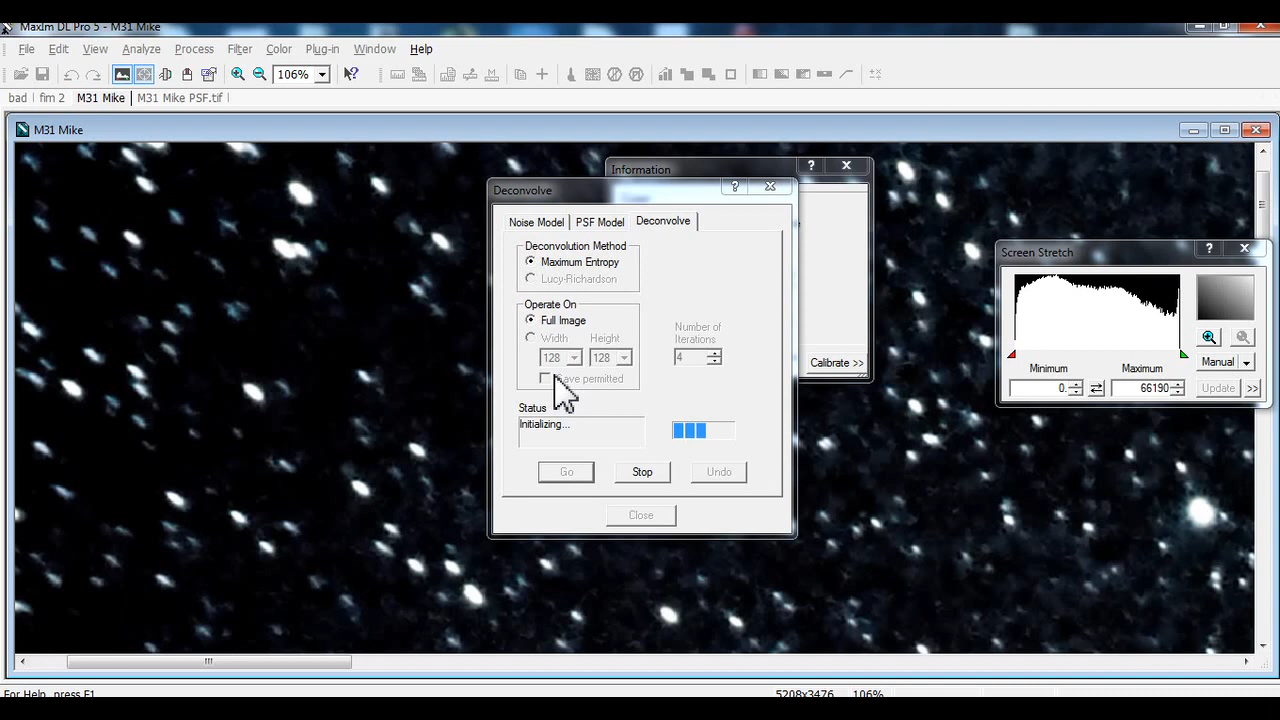 MaxIm DL Pro 5 - M31 Mike
File Edit View Analyze Process Filter Color Plug-in Window Help
106%
bad fim 2 M31 Mike M31 Mike PSF.tif
M31 Mike
Information
Calibrate >>
Deconvolve
Noise Model PSF Model Deconvolve
Deconvolution Method
Maximum Entropy
Lucy-Richardson
Operate On
Full Image
Width Height
128 128
Number of
Iterations
4
permitted
Status
Initializing...
Go Stop Undo
Close
Screen Stretch
Manual
Minimum Maximum
0. 66190 Update >>
For Help, press F1
5208x3476 106%